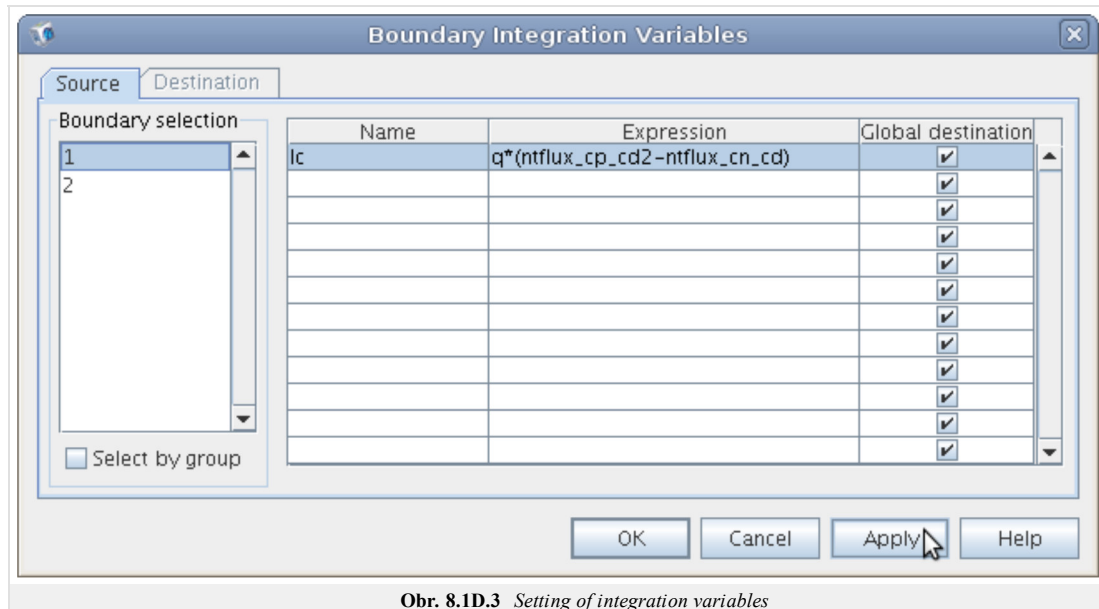 Boundary Integration Variables
Source Destination
Boundary selection
Name Expression Global destination
1
Ic q*(ntflux_cp_cd2-ntflux_cn_cd)
2
Select by group
OK Cancel Apply Help
Obr. 8.1D.3 Setting of integration variables